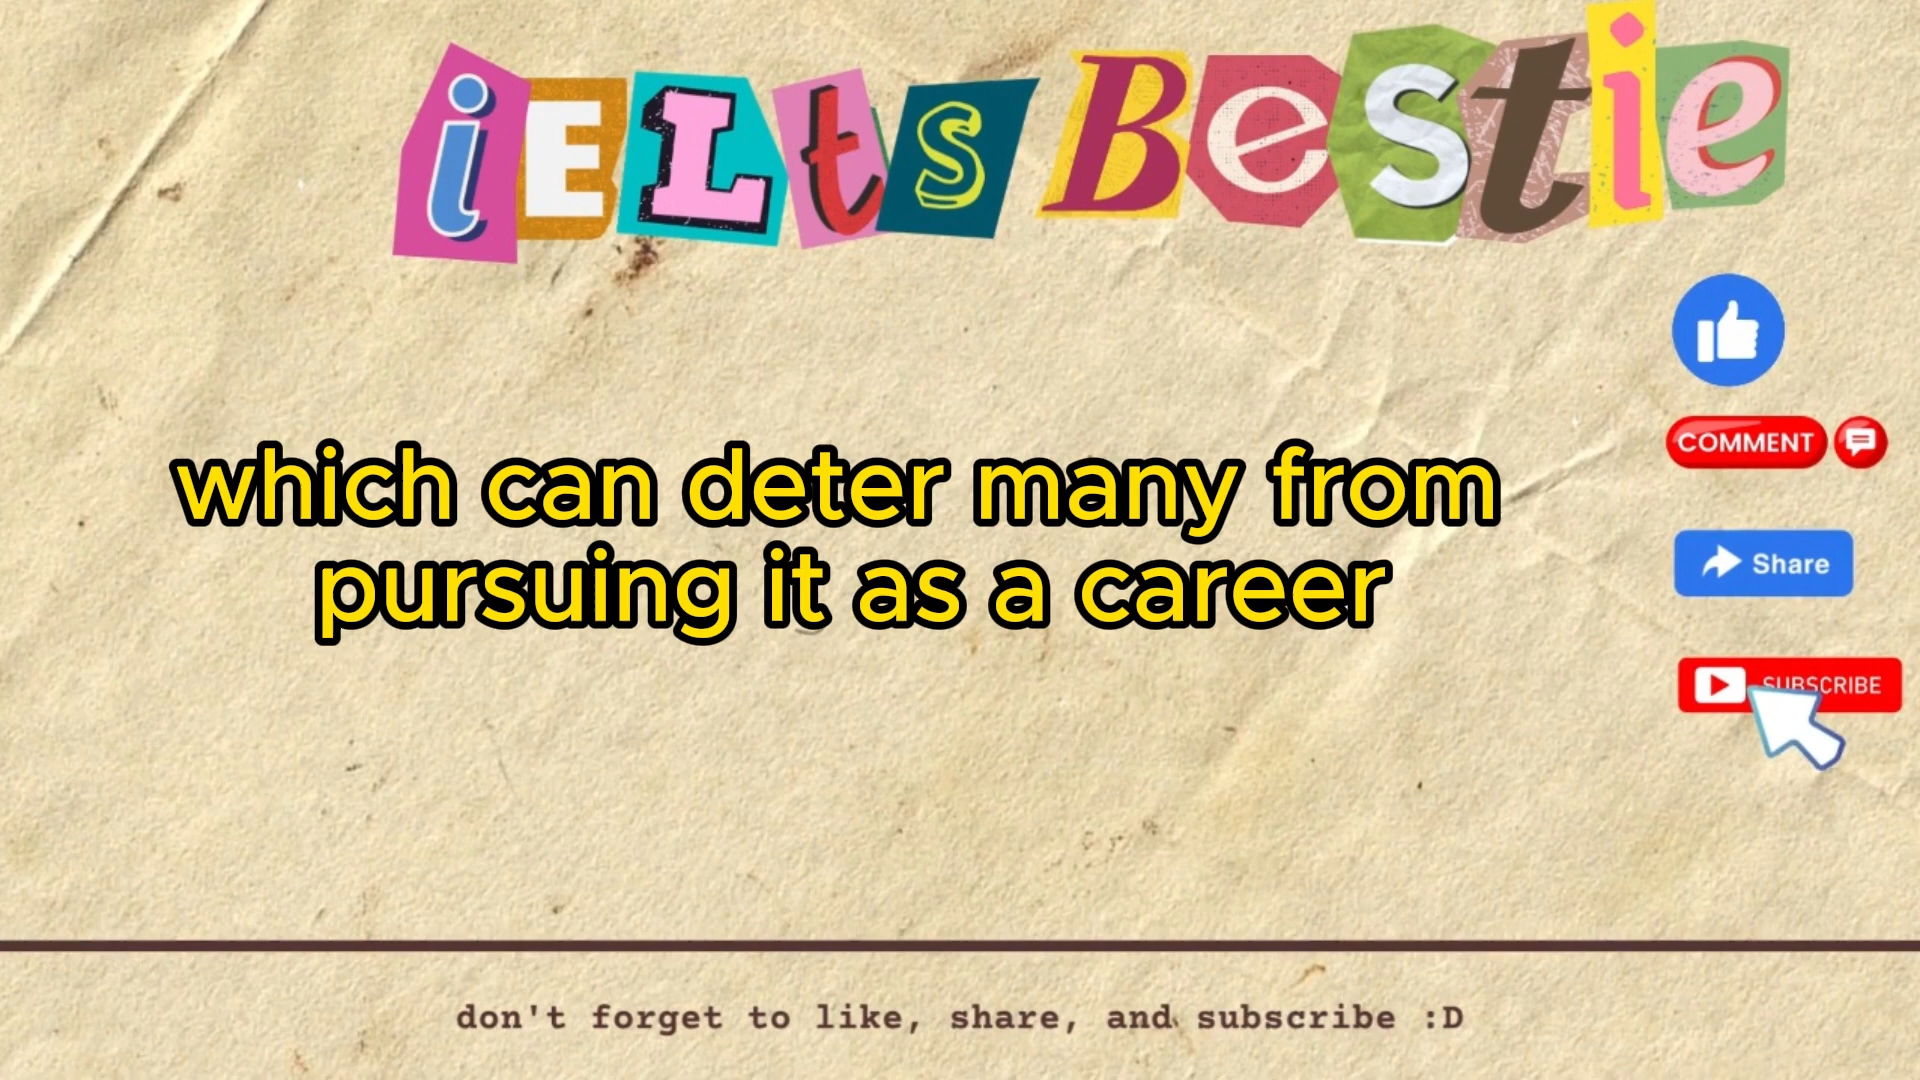 iELts Bestie
COMMENT
which can deter many from
pursuing it as a career
Share
SUBSCRIBE
don't forget to like, share, and subscribe :D